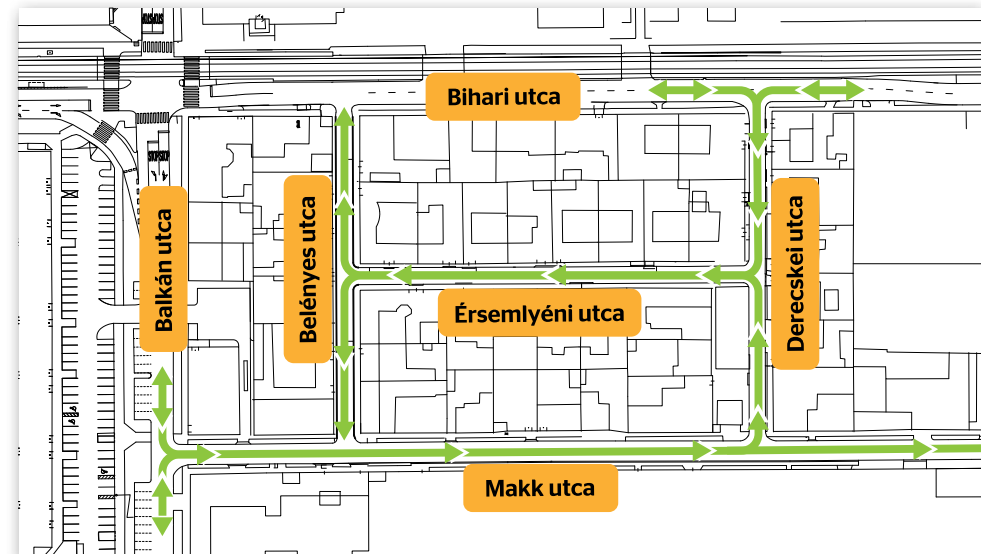 Bihari utca
Balkán utca
Belényes utca
Derecskei utca
Érsemlyéni utca
Makk utca